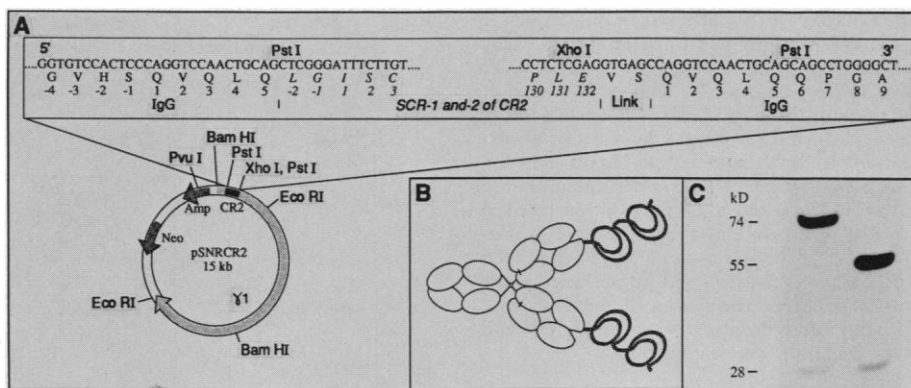 A
5' Pst I Xho I Pst I 3'
....GGTGTCCACTCCCAGGTCCAACTGCAGCTCGGGATTTCTTGT.... ....CCTCTCGAGGTGAGCCAGGTCCAACTGCAGCAGCCTGGGGCT....
G V H S Q V Q L Q L G I S C P L E V S Q V Q L Q Q P G A
-4 -3 -2 -1 1 2 3 4 5 -2 -1 1 2 3 130 131 132 1 2 3 4 5 6 7 8 9
IgG SCR-1 and-2 of CR2 Link IgG
Bam HI
Pvu I
Pst I
Xho I, Pst I
Eco RI
Amp
CR2
Neo
pSNRCR2
15 kb
γ1
Eco RI
Bam HI
B
C
kD
74
55
28